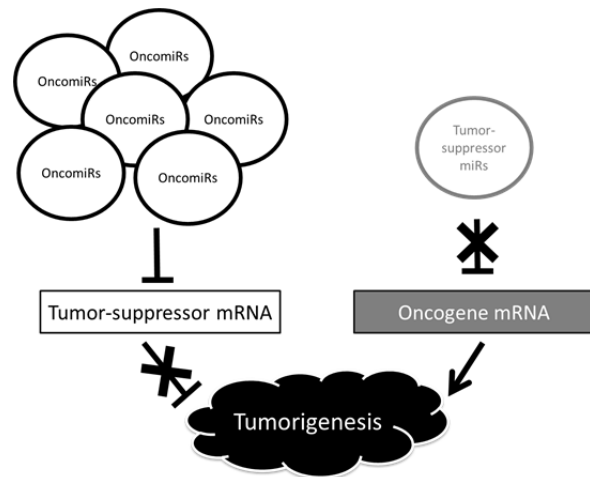 OncomiRs
OncomiRs
OncomiRs
OncomiRs
OncomiRs
OncomiRs
Tumor-
suppressor
miRs
Tumor-suppressor mRNA
Oncogene mRNA
Tumorigenesis